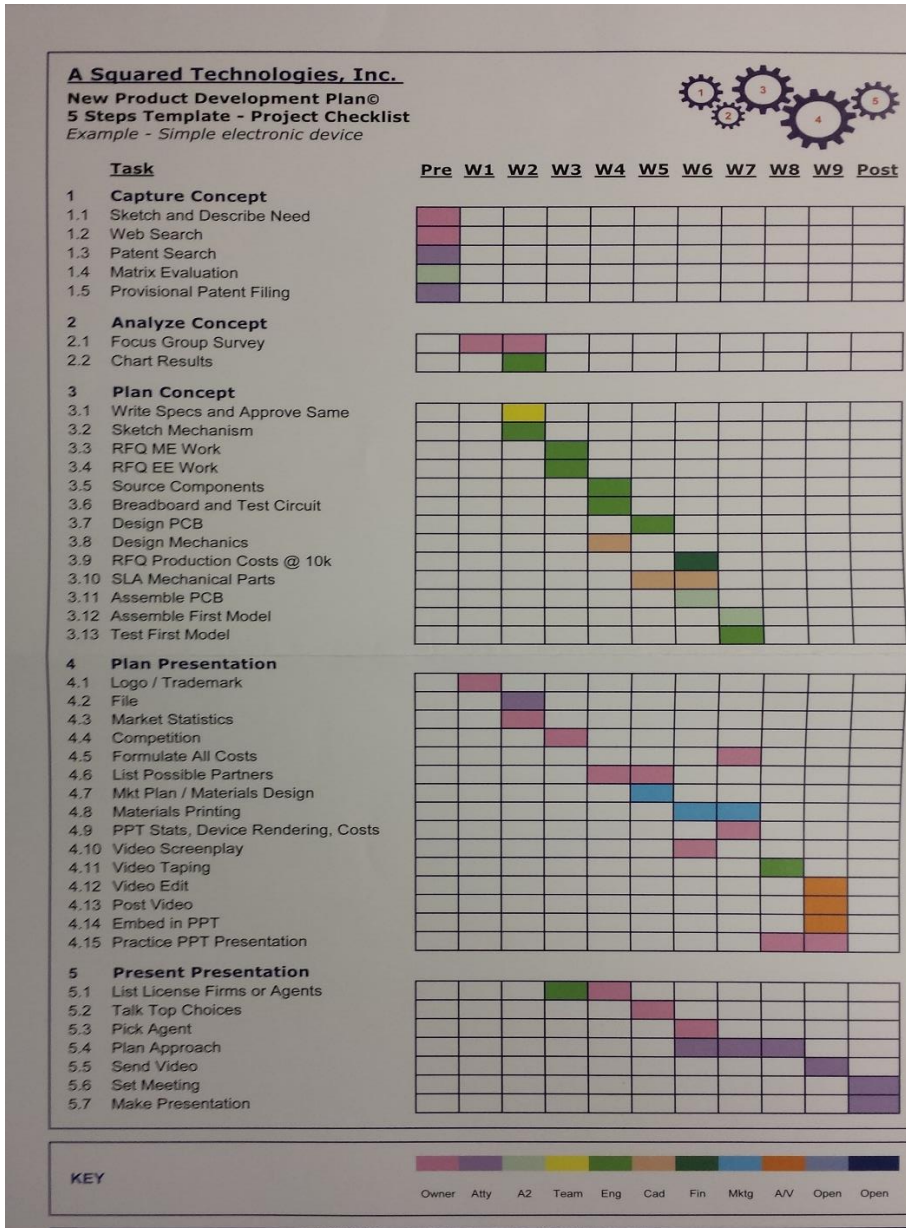 A Squared Technologies, Inc.
New Product Development Plan©
5 Steps Template - Project Checklist
Example - Simple electronic device
1 2 3 4 5
Task Pre W1 W2 W3 W4 W5 W6 W7 W8 W9 Post
1 Capture Concept
1.1 Sketch and Describe Need
1.2 Web Search
1.3 Patent Search
1.4 Matrix Evaluation
1.5 Provisional Patent Filing
2 Analyze Concept
2.1 Focus Group Survey
2.2 Chart Results
3 Plan Concept
3.1 Write Specs and Approve Same
3.2 Sketch Mechanism
3.3 RFQ ME Work
3.4 RFQ EE Work
3.5 Source Components
3.6 Breadboard and Test Circuit
3.7 Design PCB
3.8 Design Mechanics
3.9 RFQ Production Costs @ 10k
3.10 SLA Mechanical Parts
3.11 Assemble PCB
3.12 Assemble First Model
3.13 Test First Model
4 Plan Presentation
4.1 Logo / Trademark
4.2 File
4.3 Market Statistics
4.4 Competition
4.5 Formulate All Costs
4.6 List Possible Partners
4.7 Mkt Plan / Materials Design
4.8 Materials Printing
4.9 PPT Stats, Device Rendering, Costs
4.10 Video Screenplay
4.11 Video Taping
4.12 Video Edit
4.13 Post Video
4.14 Embed in PPT
4.15 Practice PPT Presentation
5 Present Presentation
5.1 List License Firms or Agents
5.2 Talk Top Choices
5.3 Pick Agent
5.4 Plan Approach
5.5 Send Video
5.6 Set Meeting
5.7 Make Presentation
KEY
Owner Atty A2 Team Eng Cad Fin Mktg A/V Open Open